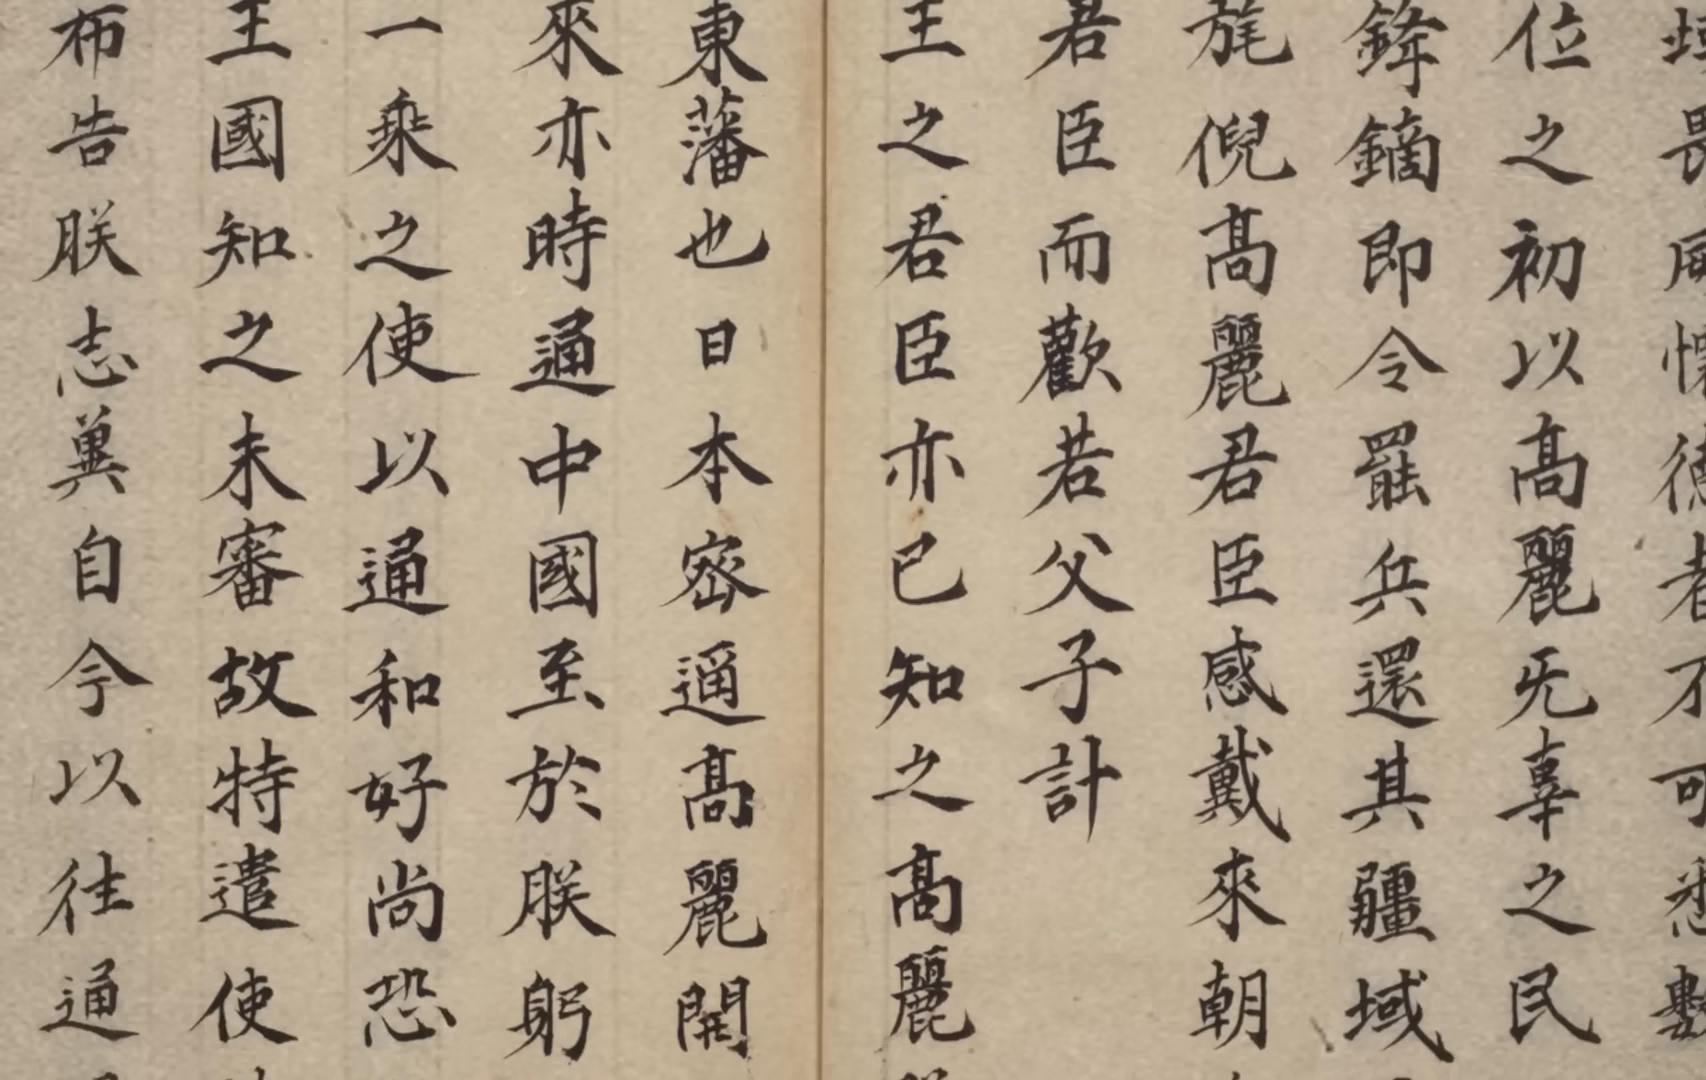 畏威懷德者不可悉數
位之初以高麗无辜之民
鋒鏑即令罷兵還其疆域
旄倪高麗君臣感戴來朝
君臣而歡若父子計
王之君臣亦已知之高麗
東藩也日本密邇高麗開
來亦時通中國至於朕躬
一乘之使以通和好尚恐
王國知之未審故特遣使
布告朕志兾自今以往通